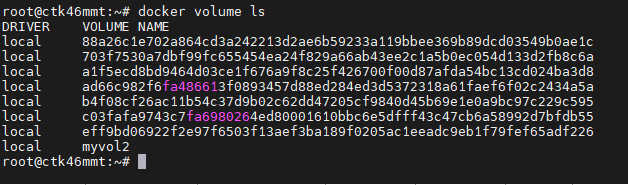 root@ctk46mmt:~# docker volume ls
DRIVER    VOLUME NAME
local     88a26c1e702a864cd3a242213d2ae6b59233a119bbee369b89dcd03549b0ae1c
local     703f7530a7dbf99fc655454ea24f829a66ab43ee2c1a5b0ec054d133d2fb8c6a
local     a1f5ecd8bd9464d03ce1f676a9f8c25f426700f00d87afda54bc13cd024ba3d8
local     ad66c982f6fa486613f0893457d88ed284ed3d5372318a61faef6f02c2434a5a
local     b4f08cf26ac11b54c37d9b02c62dd47205cf9840d45b69e1e0a9bc97c229c595
local     c03fafa9743c7fa6980264ed80001610bbc6e5dfff43c47cb6a58992d7bfdb55
local     eff9bd06922f2e97f6503f13aef3ba189f0205ac1eeadc9eb1f79fef65adf226
local     myvol2
root@ctk46mmt:~#